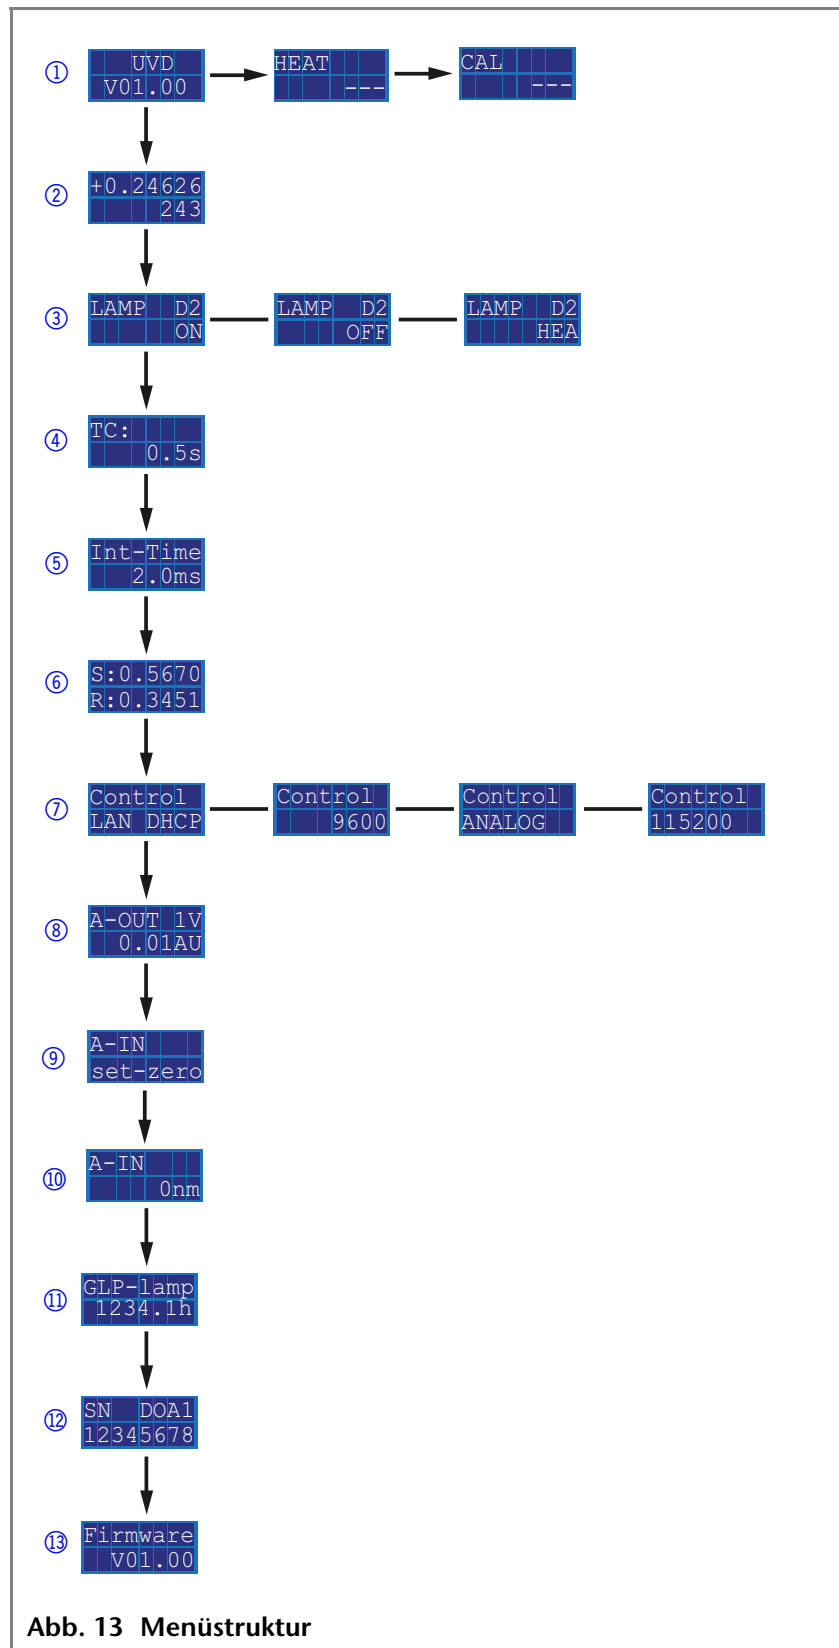 ① UVD HEAT CAL
V01.00 --- ---
② +0.24626
243
③ LAMP D2 LAMP D2 LAMP D2
ON OFF HEA
④ TC:
0.5s
⑤ Int-Time
2.0ms
⑥ S:0.5670
R:0.3451
⑦ Control Control Control Control
LAN DHCP 9600 ANALOG 115200
⑧ A-OUT 1V
0.01AU
⑨ A-IN
set-zero
⑩ A-IN
0nm
⑪ GLP-lamp
1234.1h
⑫ SN DOA1
12345678
⑬ Firmware
V01.00
Abb. 13 Menüstruktur